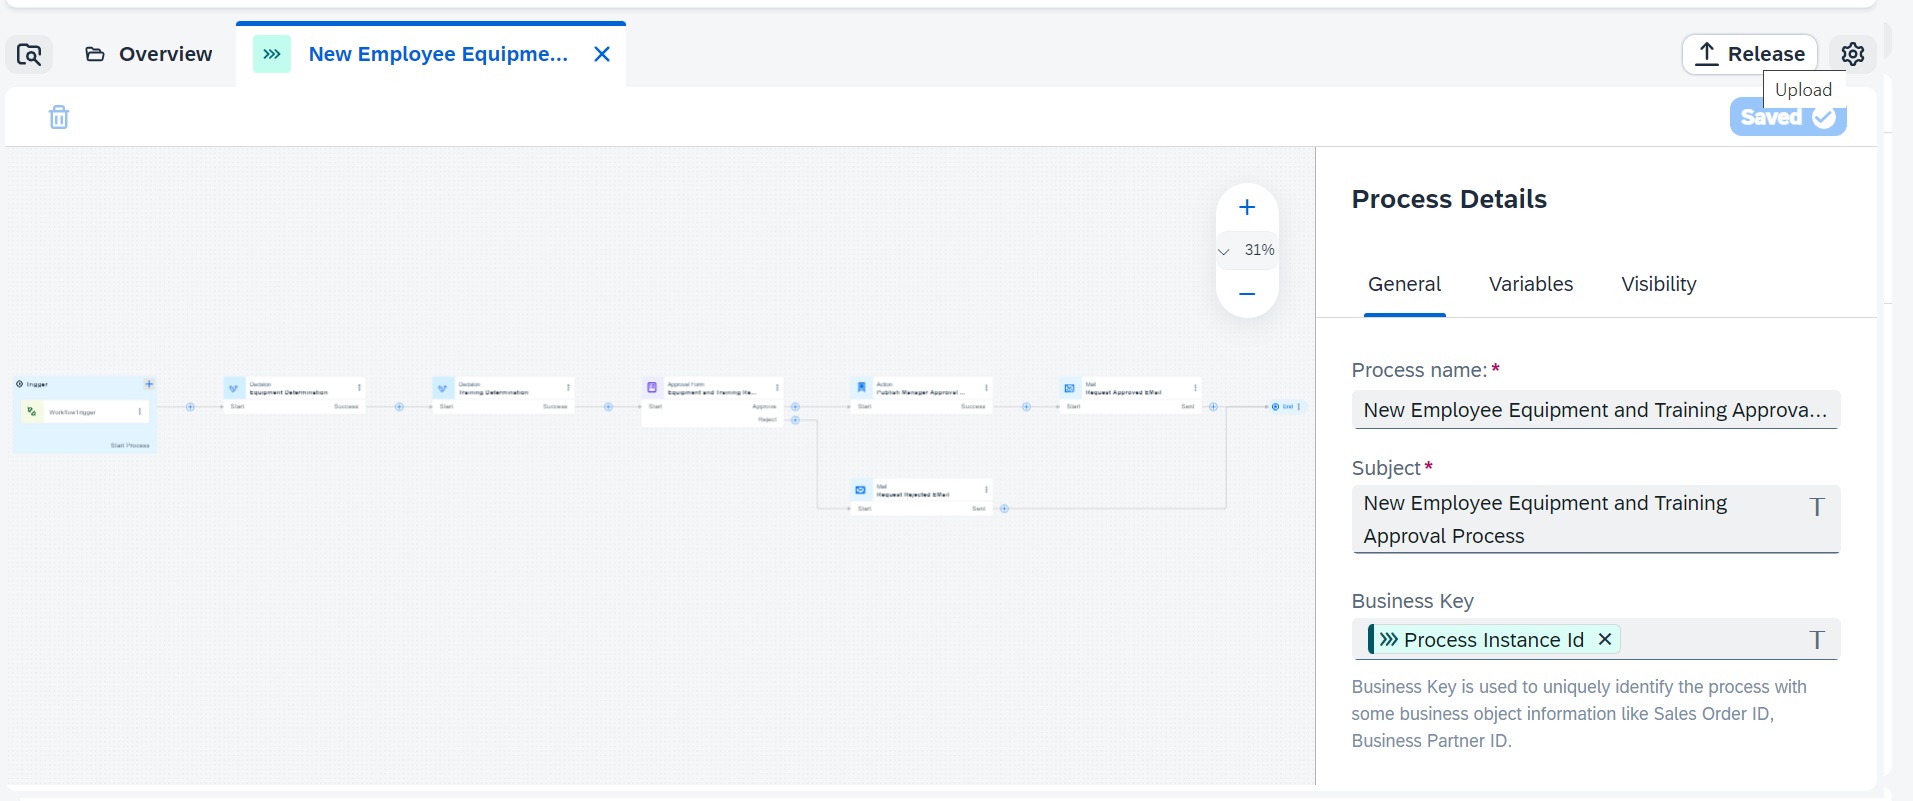 Overview
New Employee Equipme...
Release
Upload
Saved
31%
Trigger
Workflow trigger
Start Process
Decision
Equipment Determination
Start Success
Decision
Training Determination
Start Success
Approval Form
Equipment and Training Re...
Start Approve
Reject
Action
Publish Manager Approval ...
Start Success
Mail
Request Approved EMail
Start Sent
End
Mail
Request Rejected EMail
Start Sent
Process Details
General Variables Visibility
Process name:*
New Employee Equipment and Training Approva...
Subject*
New Employee Equipment and Training
Approval Process
Business Key
Process Instance Id
Business Key is used to uniquely identify the process with
some business object information like Sales Order ID,
Business Partner ID.